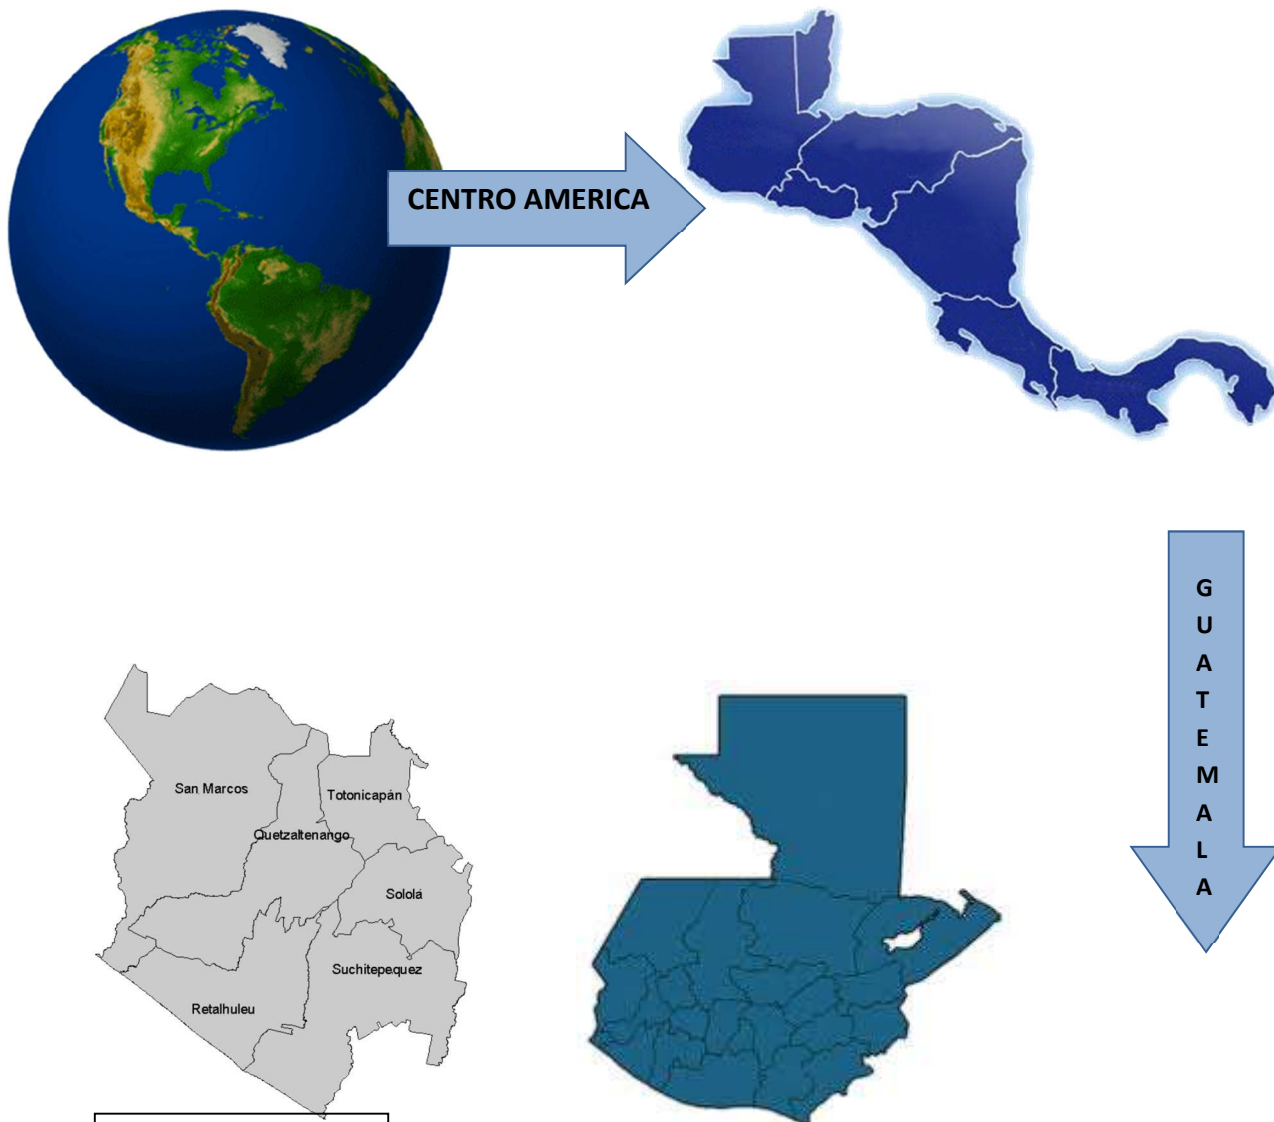 CENTRO AMERICA
G
U
A
T
E
M
A
L
A
San Marcos
Totonicapán
Quetzaltenango
Sololá
Suchitepequez
Retalhuleu